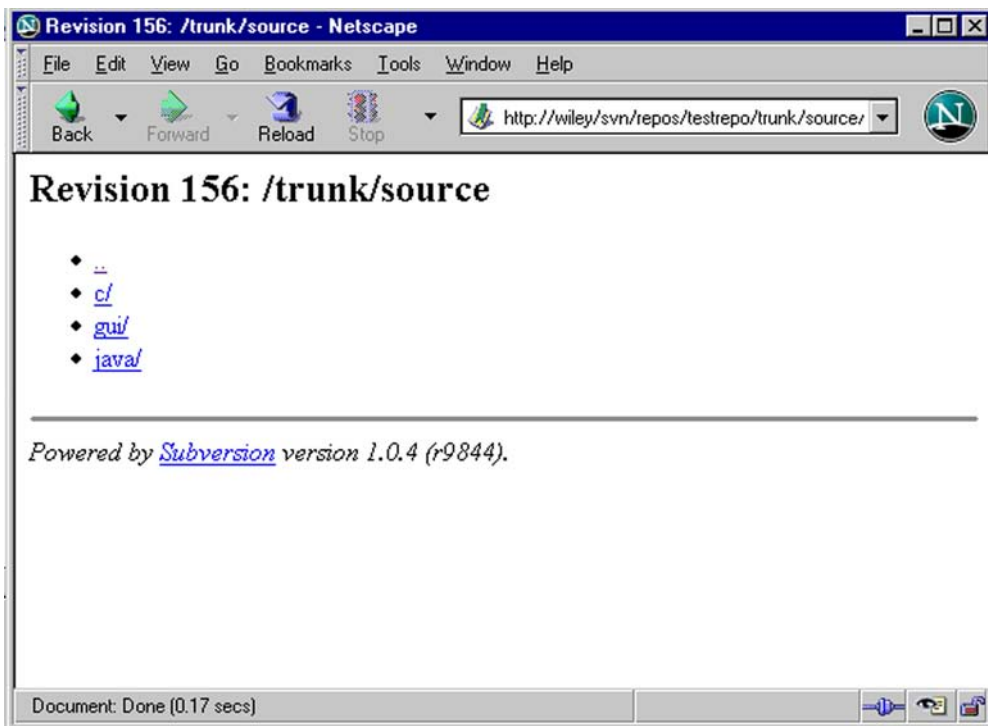 Revision 156: /trunk/source - Netscape
File Edit View Go Bookmarks Tools Window Help
Back Forward Reload Stop http://wiley/svn/repos/testrepo/trunk/source/ N
Revision 156: /trunk/source
..
c/
gui/
java/
Powered by Subversion version 1.0.4 (r9844).
Document: Done (0.17 secs)